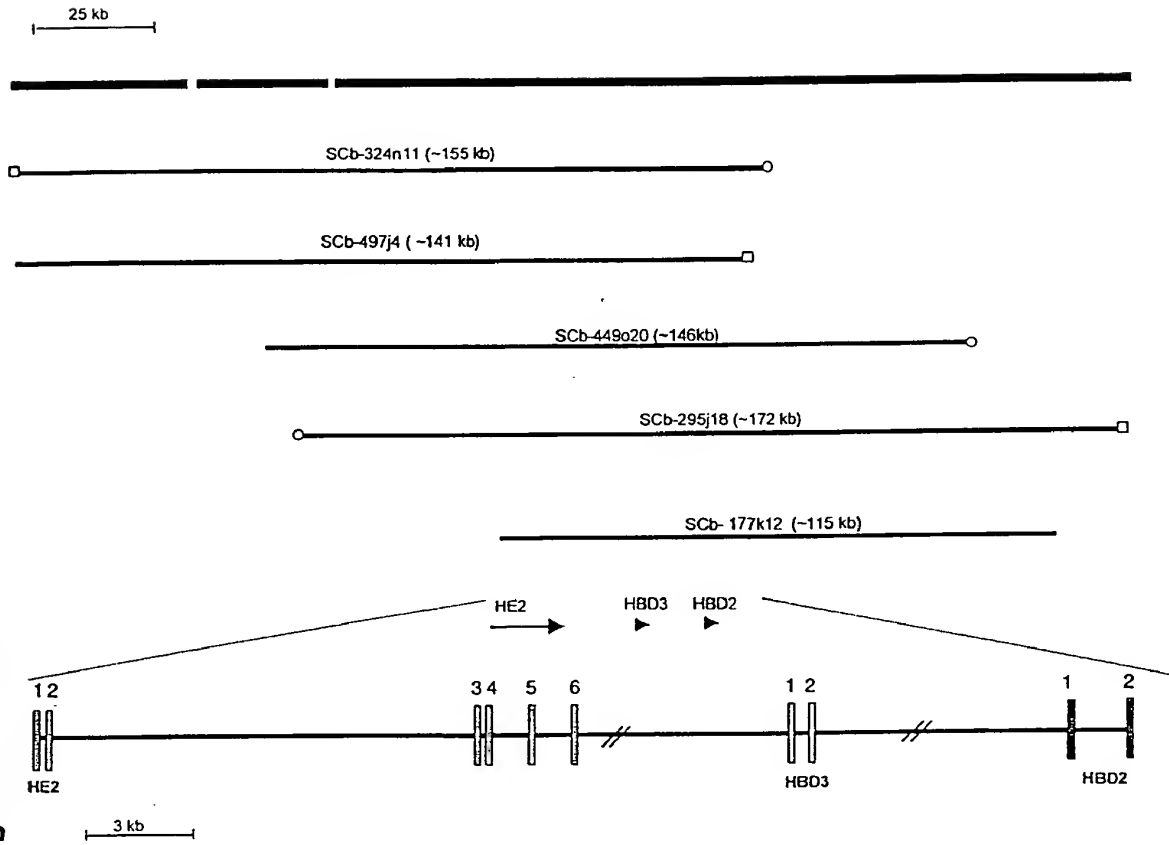 25 kb
SCb-324n11 (~155 kb)
SCb-497j4 ( ~141 kb)
SCb-449o20 (~146kb)
SCb-295j18 (~172 kb)
SCb- 177k12 (~115 kb)
HE2 HBD3 HBD2
1 2 3 4 5 6 1 2 1 2
HE2 HBD3 HBD2
3 kb